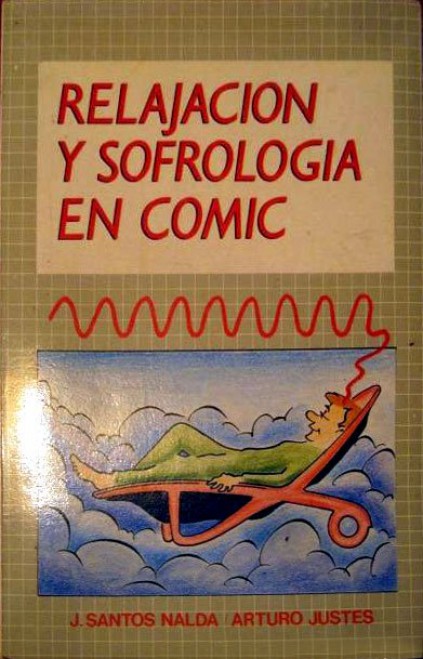 RELAJACION
Y SOFROLOGIA
EN COMIC
J. SANTOS NALDA / ARTURO JUSTES